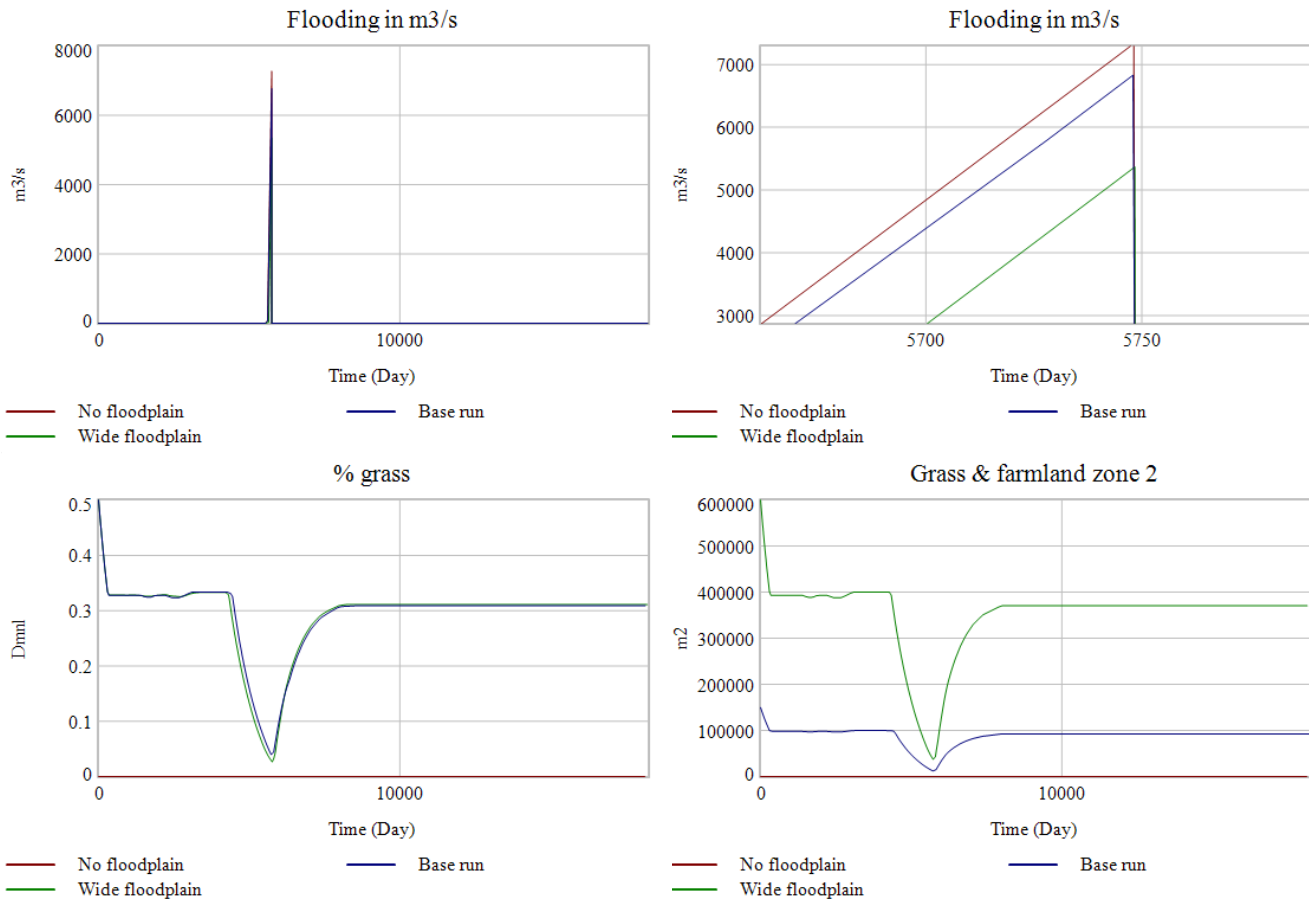 Flooding in m3/s
8000
6000
4000
2000
0
m3/s
0 10000
Time (Day)
No floodplain Base run
Wide floodplain
Flooding in m3/s
7000
6000
5000
4000
3000
m3/s
5700 5750
Time (Day)
No floodplain Base run
Wide floodplain
% grass
0.5
0.4
0.3
0.2
0.1
0
Dmnl
0 10000
Time (Day)
No floodplain Base run
Wide floodplain
Grass & farmland zone 2
600000
500000
400000
300000
200000
100000
0
m2
0 10000
Time (Day)
No floodplain Base run
Wide floodplain